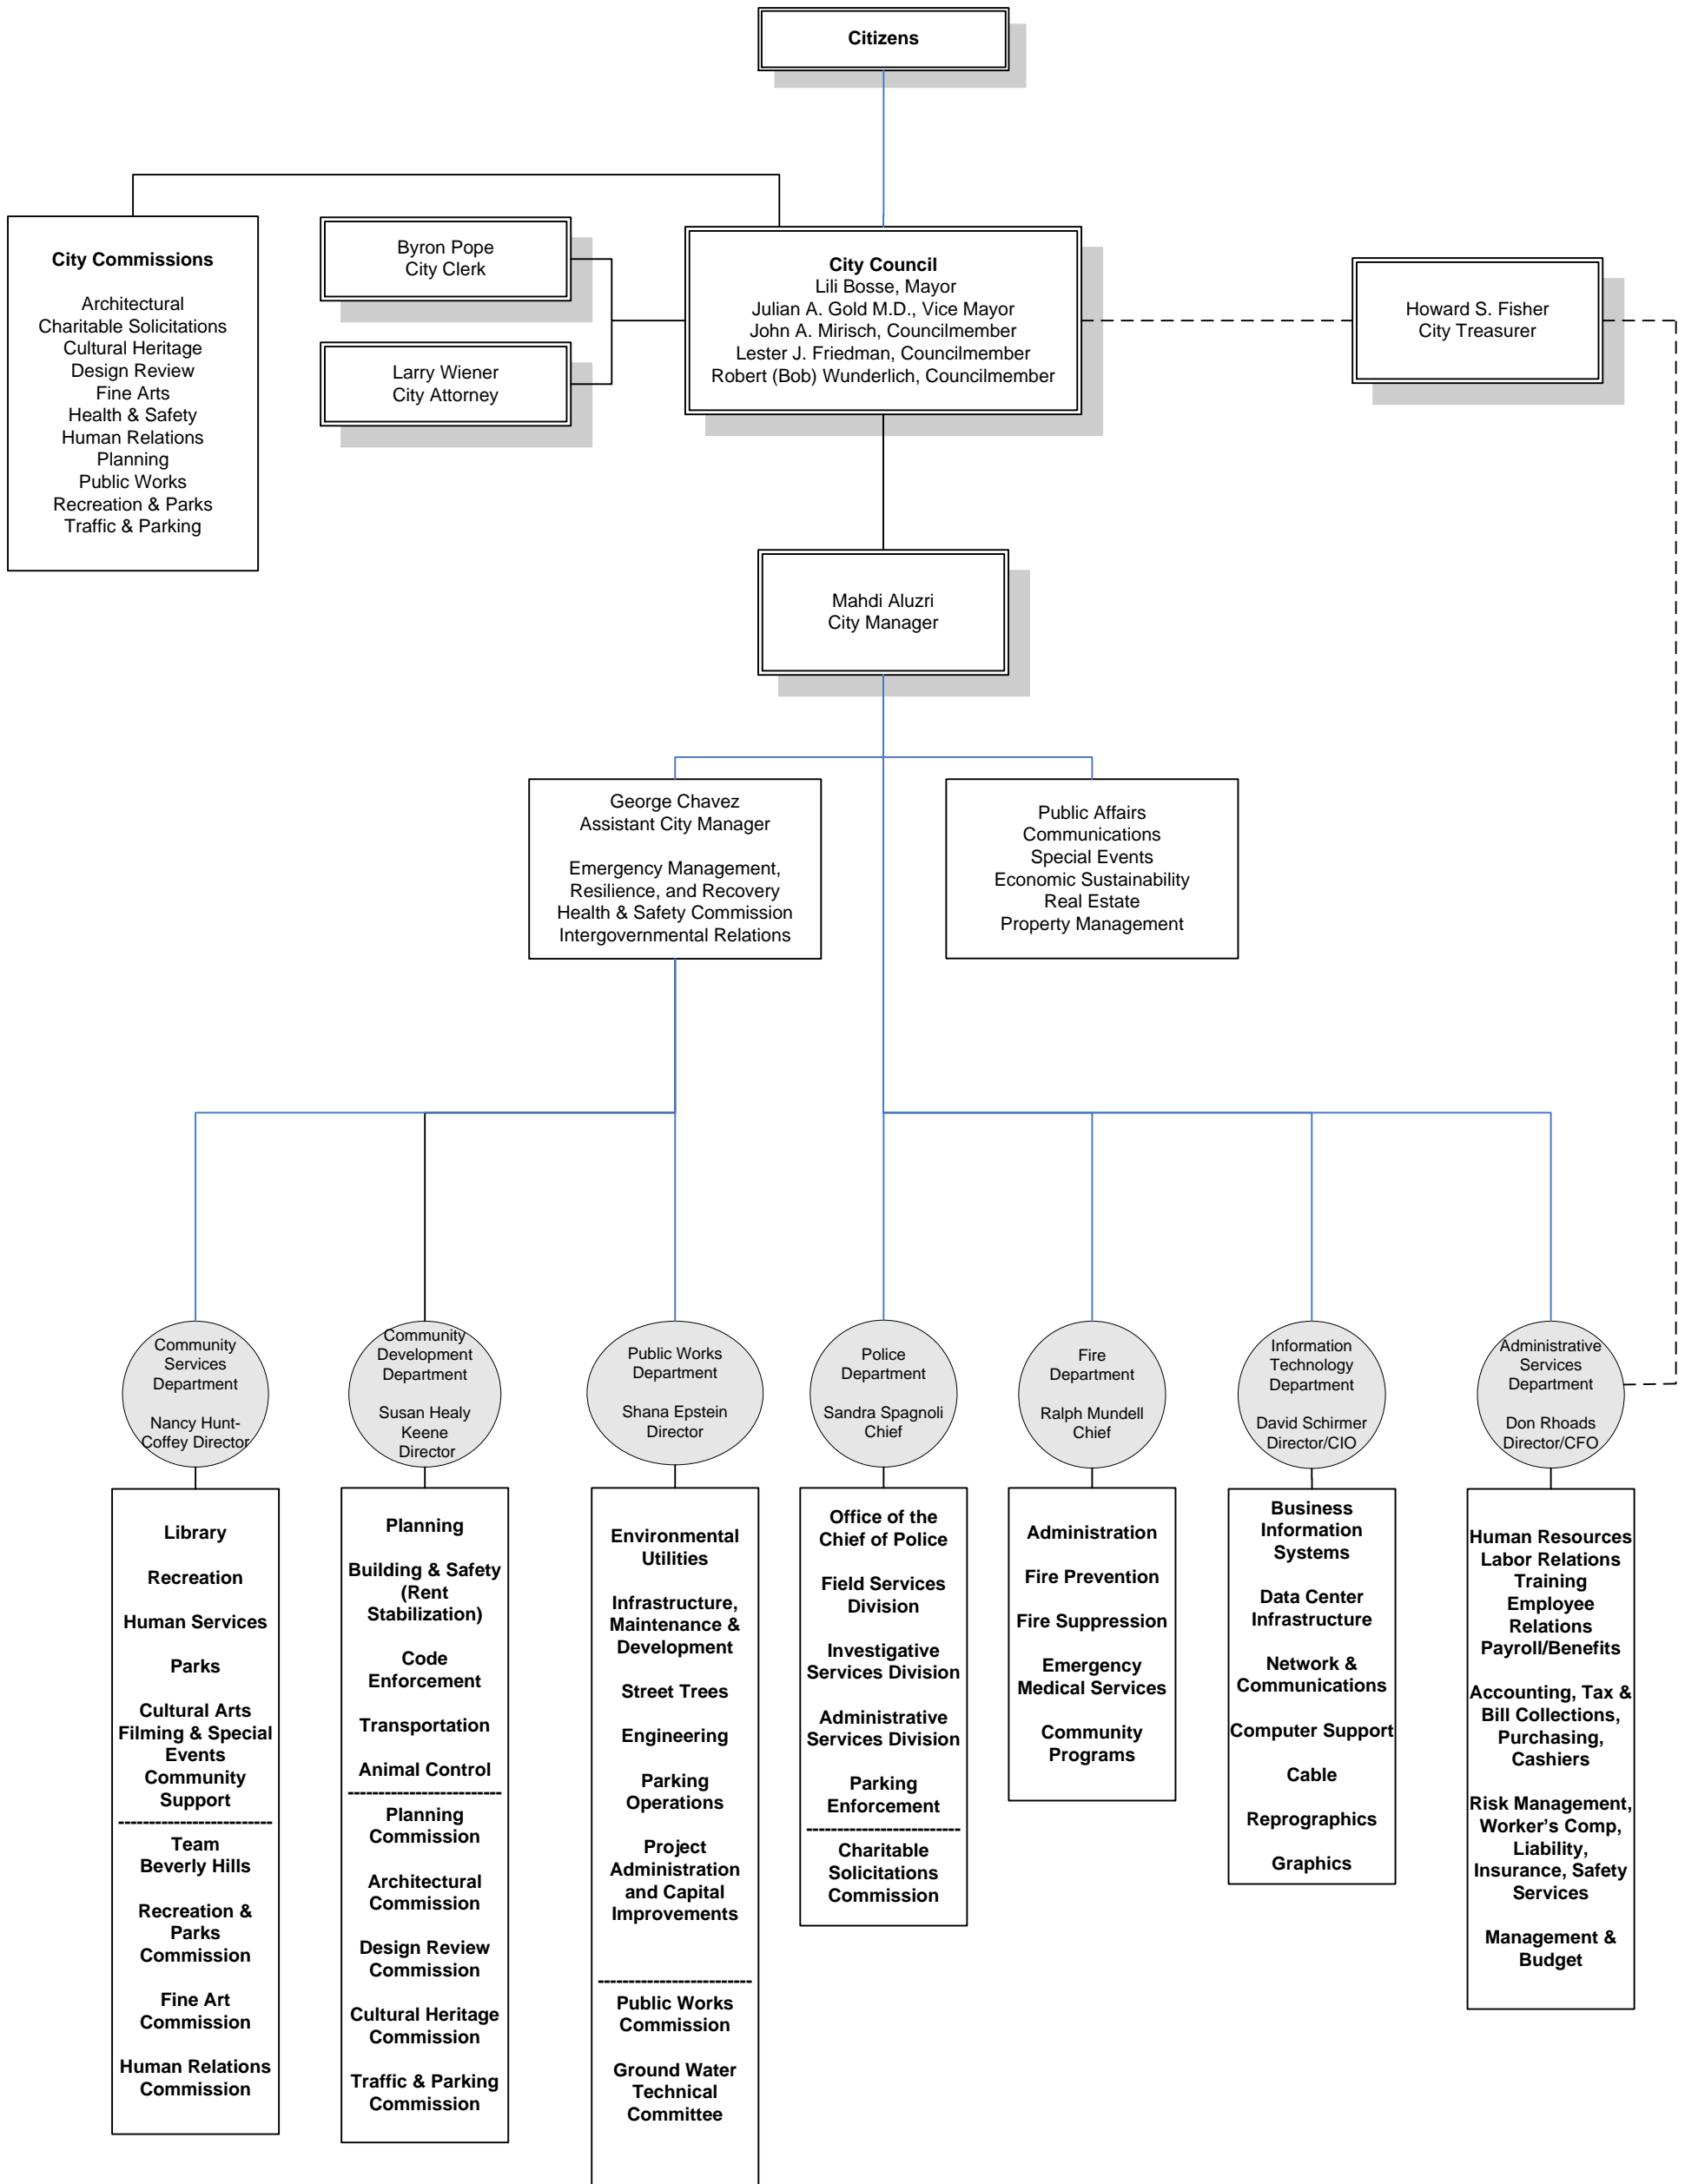 Citizens
City Commissions
Architectural
Charitable Solicitations
Cultural Heritage
Design Review
Fine Arts
Health & Safety
Human Relations
Planning
Public Works
Recreation & Parks
Traffic & Parking
Byron Pope
City Clerk
Larry Wiener
City Attorney
City Council
Lili Bosse, Mayor
Julian A. Gold M.D., Vice Mayor
John A. Mirisch, Councilmember
Lester J. Friedman, Councilmember
Robert (Bob) Wunderlich, Councilmember
Howard S. Fisher
City Treasurer
Mahdi Aluzri
City Manager
George Chavez
Assistant City Manager
Emergency Management,
Resilience, and Recovery
Health & Safety Commission
Intergovernmental Relations
Public Affairs
Communications
Special Events
Economic Sustainability
Real Estate
Property Management
Community
Services
Department
Nancy Hunt-
Coffey Director
Community
Development
Department
Susan Healy
Keene
Director
Public Works
Department
Shana Epstein
Director
Police
Department
Sandra Spagnoli
Chief
Fire
Department
Ralph Mundell
Chief
Information
Technology
Department
David Schirmer
Director/CIO
Administrative
Services
Department
Don Rhoads
Director/CFO
Library
Recreation
Human Services
Parks
Cultural Arts
Filming & Special
Events
Community
Support
-------------------------
Team
Beverly Hills
Recreation &
Parks
Commission
Fine Art
Commission
Human Relations
Commission
Planning
Building & Safety
(Rent
Stabilization)
Code
Enforcement
Transportation
Animal Control
-------------------------
Planning
Commission
Architectural
Commission
Design Review
Commission
Cultural Heritage
Commission
Traffic & Parking
Commission
Environmental
Utilities
Infrastructure,
Maintenance &
Development
Street Trees
Engineering
Parking
Operations
Project
Administration
and Capital
Improvements
-------------------------
Public Works
Commission
Ground Water
Technical
Committee
Office of the
Chief of Police
Field Services
Division
Investigative
Services Division
Administrative
Services Division
Parking
Enforcement
-------------------------
Charitable
Solicitations
Commission
Administration
Fire Prevention
Fire Suppression
Emergency
Medical Services
Community
Programs
Business
Information
Systems
Data Center
Infrastructure
Network &
Communications
Computer Support
Cable
Reprographics
Graphics
Human Resources
Labor Relations
Training
Employee
Relations
Payroll/Benefits
Accounting, Tax &
Bill Collections,
Purchasing,
Cashiers
Risk Management,
Worker's Comp,
Liability,
Insurance, Safety
Services
Management &
Budget